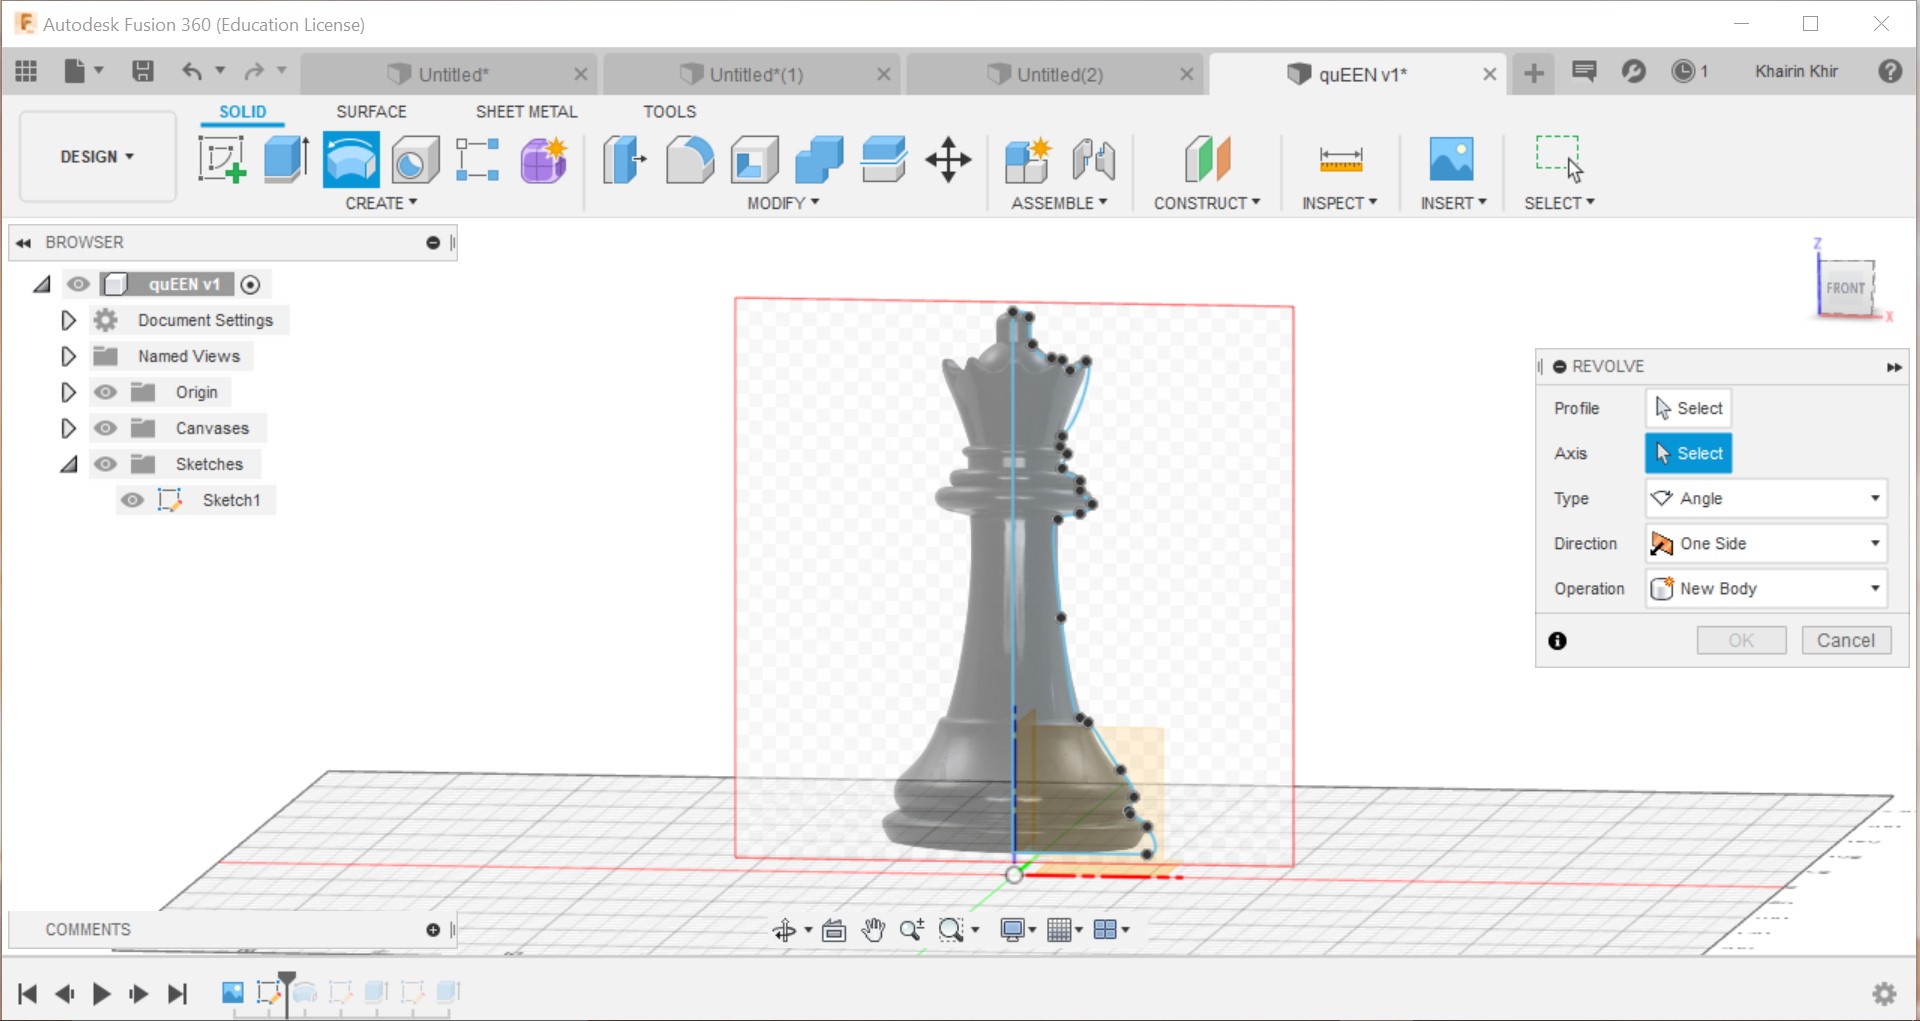 Autodesk Fusion 360 (Education License)
Untitled*
Untitled*(1)
Untitled(2)
quEEN v1*
1
Khairin Khir
DESIGN
SOLID
SURFACE
SHEET METAL
TOOLS
CREATE
MODIFY
ASSEMBLE
CONSTRUCT
INSPECT
INSERT
SELECT
BROWSER
quEEN v1
Document Settings
Named Views
Origin
Canvases
Sketches
Sketch1
Z
FRONT
X
REVOLVE
Profile
Select
Axis
Select
Type
Angle
Direction
One Side
Operation
New Body
OK
Cancel
COMMENTS